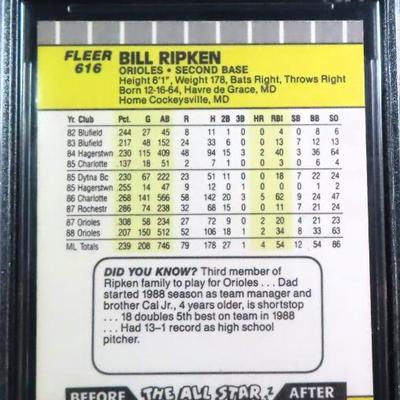 FLEER 616
BILL RIPKEN
ORIOLES • SECOND BASE
Height 6'1", Weight 178, Bats Right, Throws Right
Born 12-16-64, Havre de Grace, MD
Home Cockeysville, MD
Yr. Club Pct. G AB R H 2B 3B HR RBI SB BB SO
82 Blufield .244 27 45 8 11 1 0 0 4 0 8 6
83 Blufield .217 48 152 24 33 6 0 0 13 7 12 13
84 Hagerstwn .230 115 409 48 94 15 3 2 40 3 36 64
85 Charlotte .137 18 51 2 7 1 0 0 3 0 6 4
85 Dytna Bc .230 67 222 23 51 11 0 0 18 7 22 24
85 Hagerstwn .255 14 47 9 12 0 1 0 0 0 6 3
86 Charlotte .268 141 566 58 152 20 3 5 62 9 24 47
87 Rochestr .286 74 238 32 68 15 0 0 11 7 21 24
87 Orioles .308 58 234 27 72 9 0 2 20 4 21 23
88 Orioles .207 150 512 52 106 18 1 2 34 8 33 63
ML Totals .239 208 746 79 178 27 1 4 54 12 54 86
DID YOU KNOW? Third member of
Ripken family to play for Orioles . . . Dad
started 1988 season as team manager and
brother Cal Jr., 4 years older, is shortstop
. . . 18 doubles 5th best on team in 1988
. . . Had 13-1 record as high school
pitcher.
BEFORE THE ALL STAR AFTER